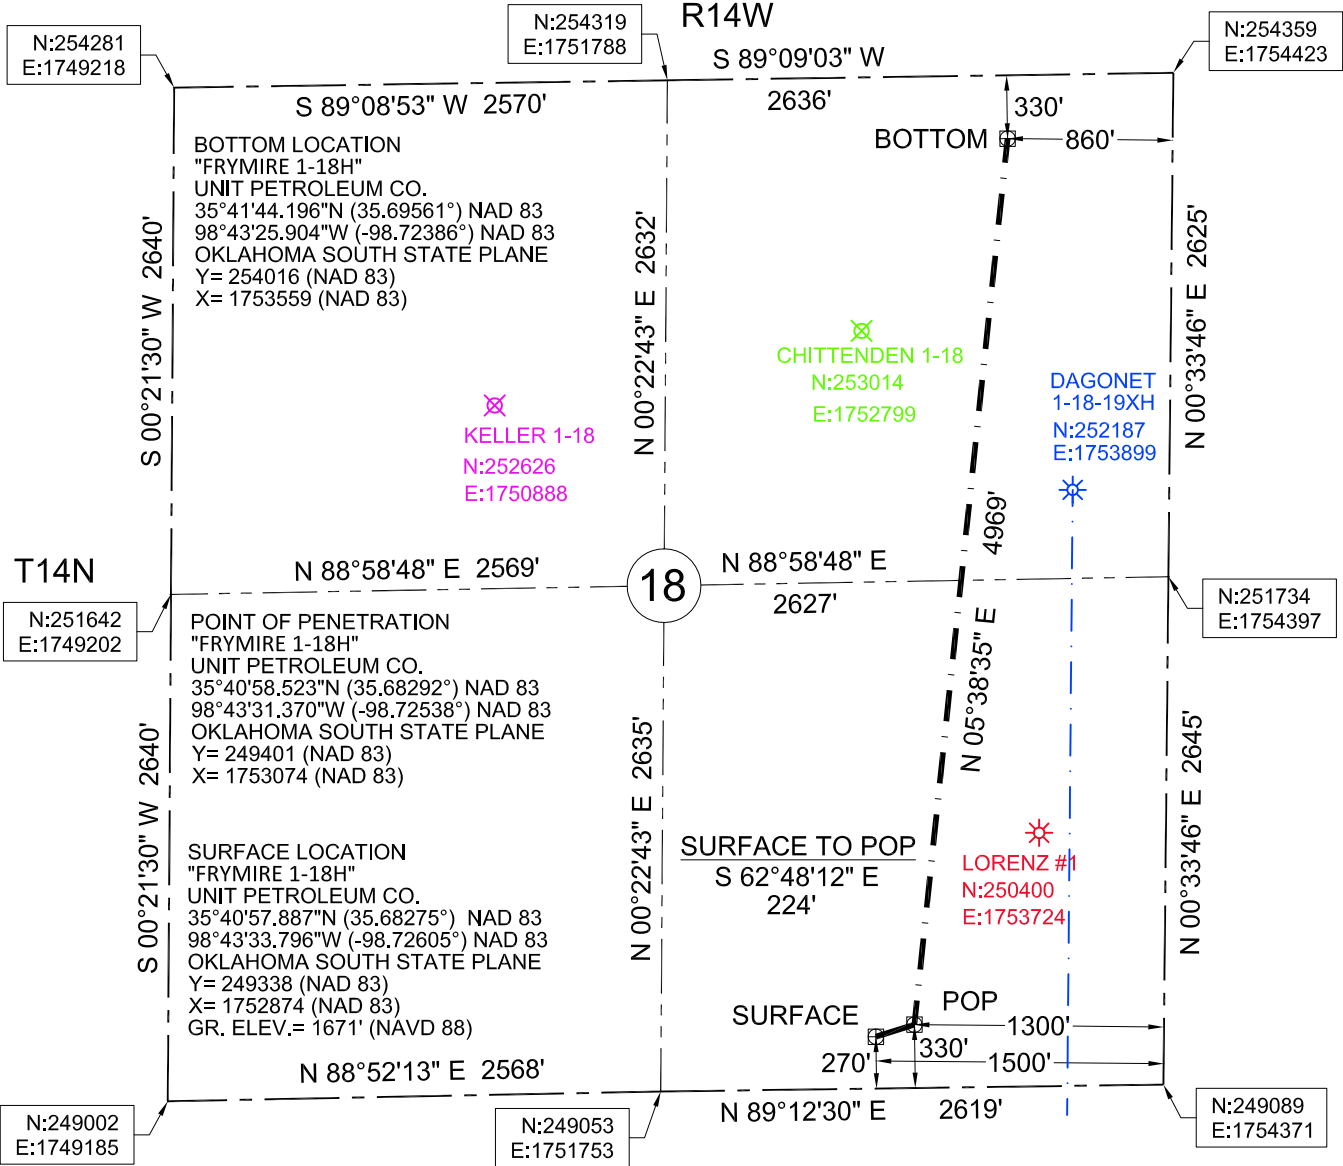 R14W
N:254281
E:1749218
N:254319
E:1751788
N:254359
E:1754423
S 89°09'03" W
2636'
S 89°08'53" W 2570'
330'
BOTTOM
860'
BOTTOM LOCATION
"FRYMIRE 1-18H"
UNIT PETROLEUM CO.
35°41'44.196"N (35.69561°) NAD 83
98°43'25.904"W (-98.72386°) NAD 83
OKLAHOMA SOUTH STATE PLANE
Y= 254016 (NAD 83)
X= 1753559 (NAD 83)
S 00°21'30" W 2640'
N 00°22'43" E 2632'
N 00°33'46" E 2625'
CHITTENDEN 1-18
N:253014
E:1752799
DAGONET
1-18-19XH
N:252187
E:1753899
KELLER 1-18
N:252626
E:1750888
4969'
N 05°38'35" E
T14N
N 88°58'48" E 2569'
18
N 88°58'48" E
2627'
N:251642
E:1749202
N:251734
E:1754397
POINT OF PENETRATION
"FRYMIRE 1-18H"
UNIT PETROLEUM CO.
35°40'58.523"N (35.68292°) NAD 83
98°43'31.370"W (-98.72538°) NAD 83
OKLAHOMA SOUTH STATE PLANE
Y= 249401 (NAD 83)
X= 1753074 (NAD 83)
S 00°21'30" W 2640'
N 00°22'43" E 2635'
N 00°33'46" E 2645'
SURFACE LOCATION
"FRYMIRE 1-18H"
UNIT PETROLEUM CO.
35°40'57.887"N (35.68275°) NAD 83
98°43'33.796"W (-98.72605°) NAD 83
OKLAHOMA SOUTH STATE PLANE
Y= 249338 (NAD 83)
X= 1752874 (NAD 83)
GR. ELEV.= 1671' (NAVD 88)
SURFACE TO POP
S 62°48'12" E
224'
LORENZ #1
N:250400
E:1753724
SURFACE
POP
1300'
270'
330'
1500'
N 88°52'13" E 2568'
N 89°12'30" E 2619'
N:249002
E:1749185
N:249053
E:1751753
N:249089
E:1754371